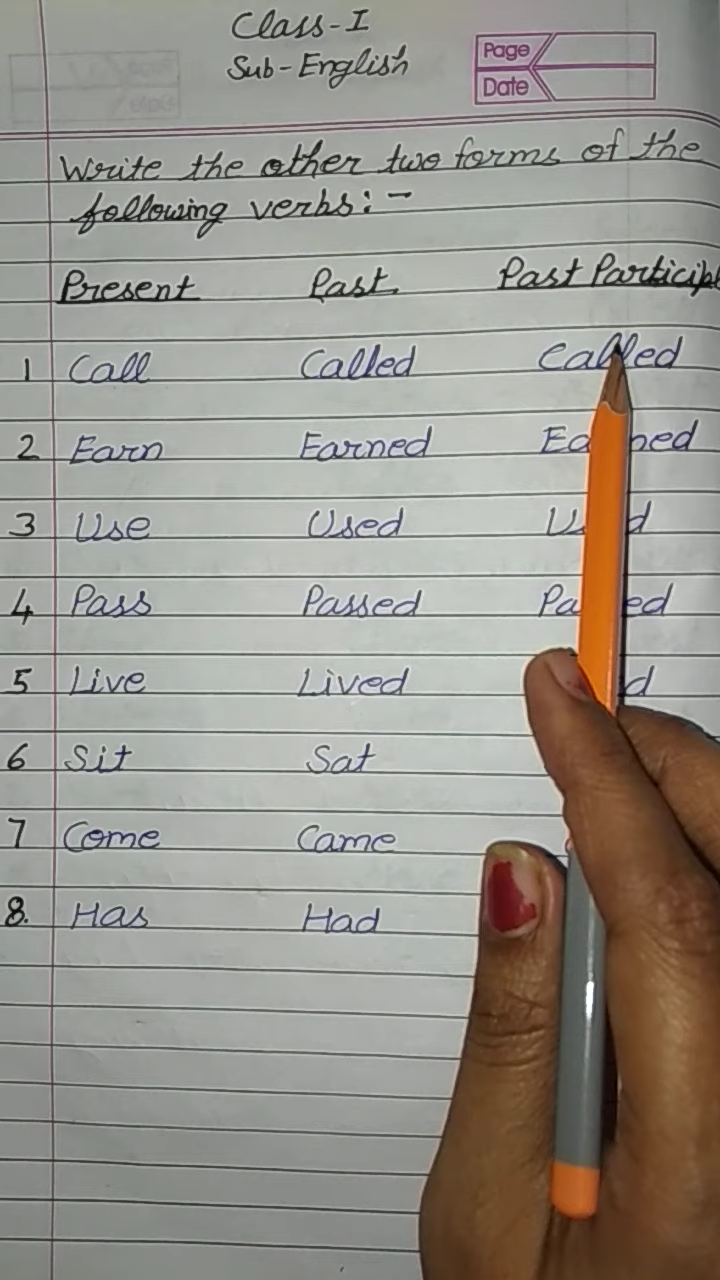 Class-I
Sub-English
Page
Date
Write the other two forms of the
following verbs:-
Present Past Past
1 Call Called Called
2 Earn Earned
3 Use Used
4 Pass Passed
5 Live Lived
6 Sit Sat
7 Come Came
8. Has Had